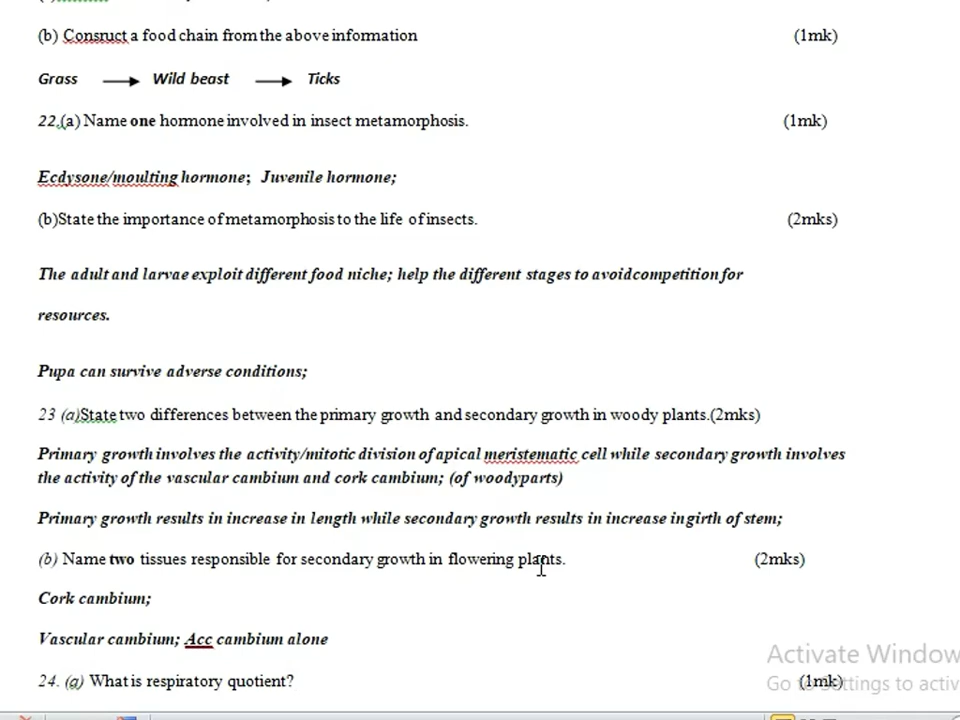 (b) Consruct a food chain from the above information (1mk)
Grass → Wild beast → Ticks
22.(a) Name one hormone involved in insect metamorphosis. (1mk)
Ecdysone/moulting hormone; Juvenile hormone;
(b)State the importance of metamorphosis to the life of insects. (2mks)
The adult and larvae exploit different food niche; help the different stages to avoidcompetition for
resources.
Pupa can survive adverse conditions;
23 (a)State two differences between the primary growth and secondary growth in woody plants.(2mks)
Primary growth involves the activity/mitotic division of apical meristematic cell while secondary growth involves
the activity of the vascular cambium and cork cambium; (of woodyparts)
Primary growth results in increase in length while secondary growth results in increase ingirth of stem;
(b) Name two tissues responsible for secondary growth in flowering plants. (2mks)
Cork cambium;
Vascular cambium; Acc cambium alone
Activate Window
24. (a) What is respiratory quotient? (1mk)
Go to Settings to activ